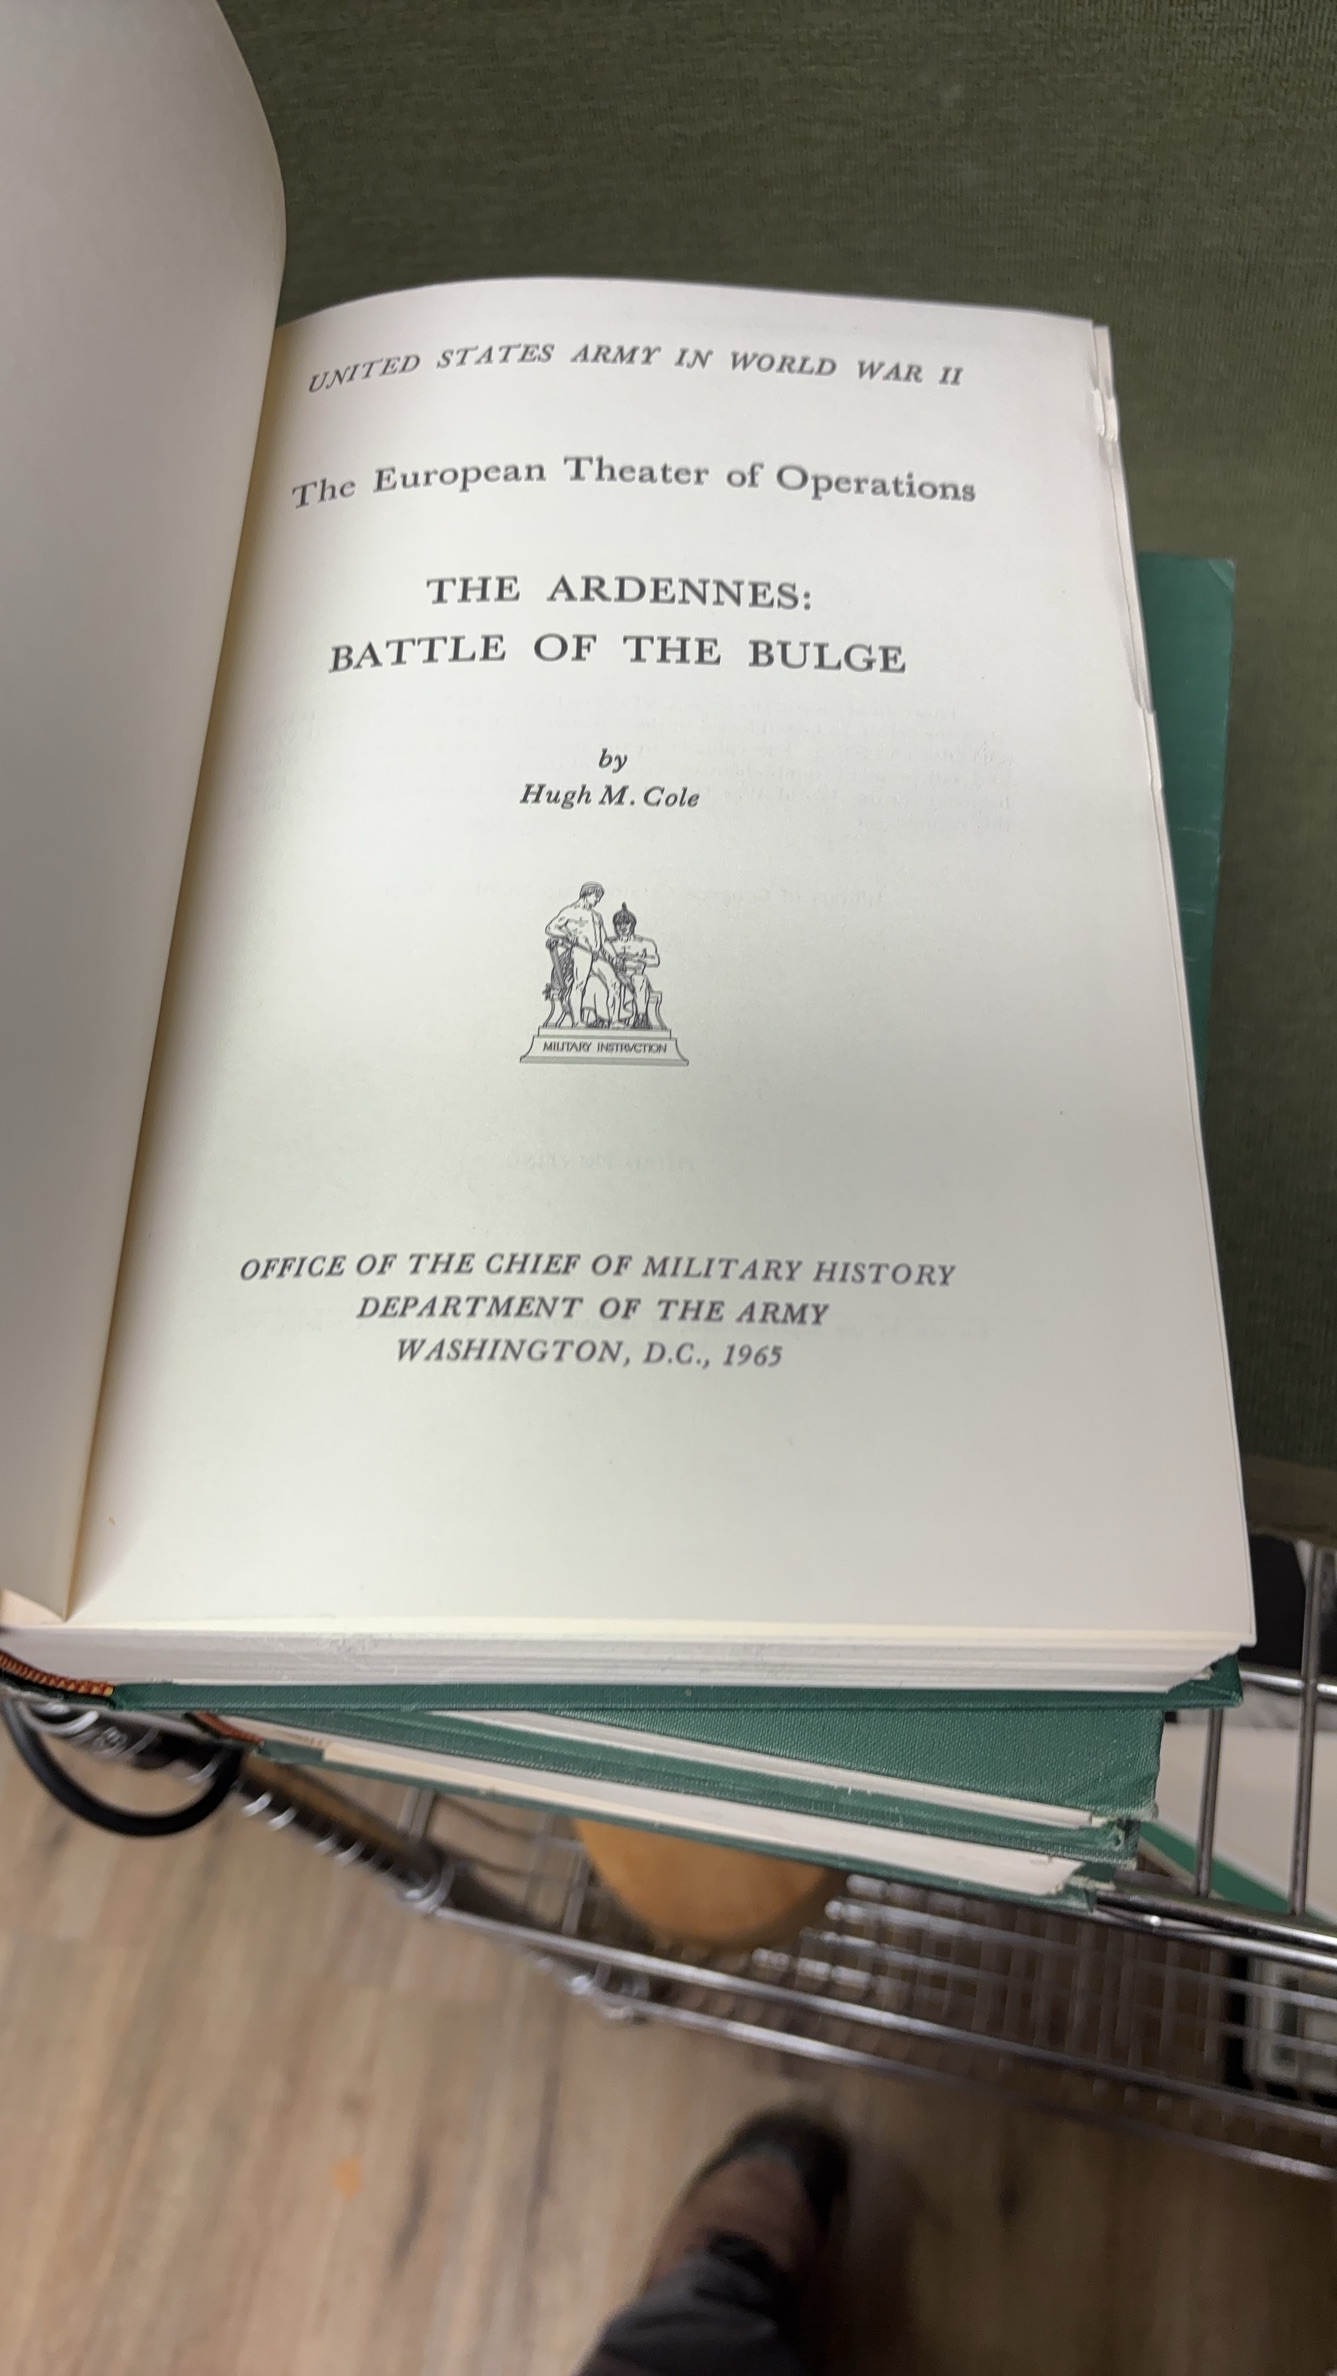 UNITED STATES ARMY IN WORLD WAR II
The European Theater of Operations
THE ARDENNES:
BATTLE OF THE BULGE
by
Hugh M. Cole
MILITARY INSTRVCTION
OFFICE OF THE CHIEF OF MILITARY HISTORY
DEPARTMENT OF THE ARMY
WASHINGTON, D.C., 1965